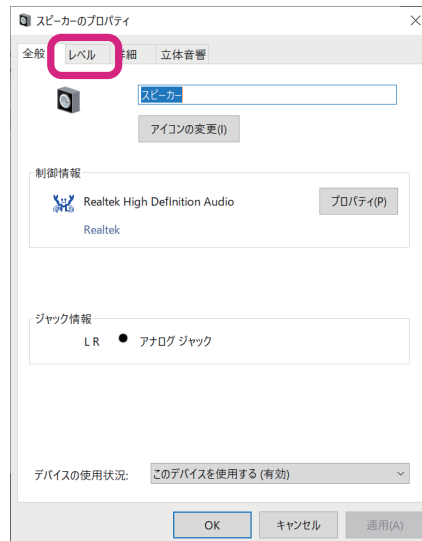 スピーカーのプロパティ
全般 レベル 詳細 立体音響
スピーカー
アイコンの変更(I)
制御情報
Realtek High Definition Audio プロパティ(P)
Realtek
ジャック情報
L R アナログ ジャック
デバイスの使用状況: このデバイスを使用する (有効)
OK キャンセル 適用(A)